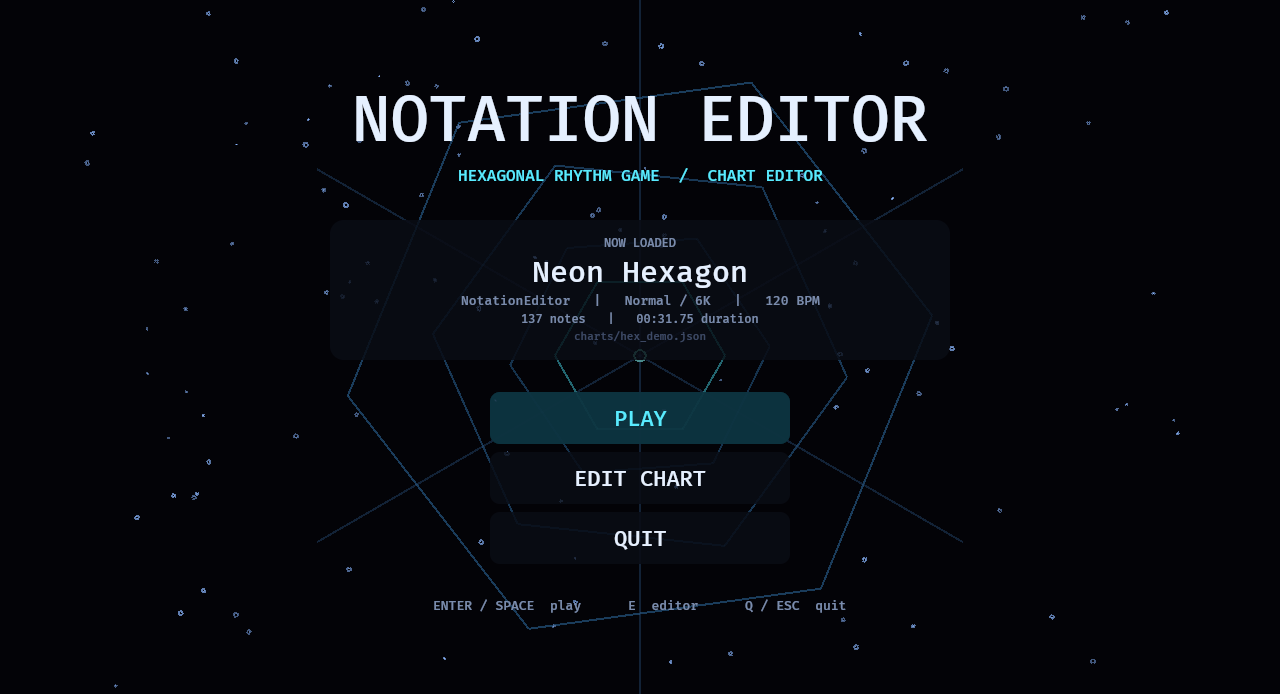 NOTATION EDITOR
HEXAGONAL RHYTHM GAME / CHART EDITOR
NOW LOADED
Neon Hexagon
NotationEditor | Normal / 6K | 120 BPM
137 notes | 00:31.75 duration
charts/hex_demo.json
PLAY
EDIT CHART
QUIT
ENTER / SPACE play E editor Q / ESC quit